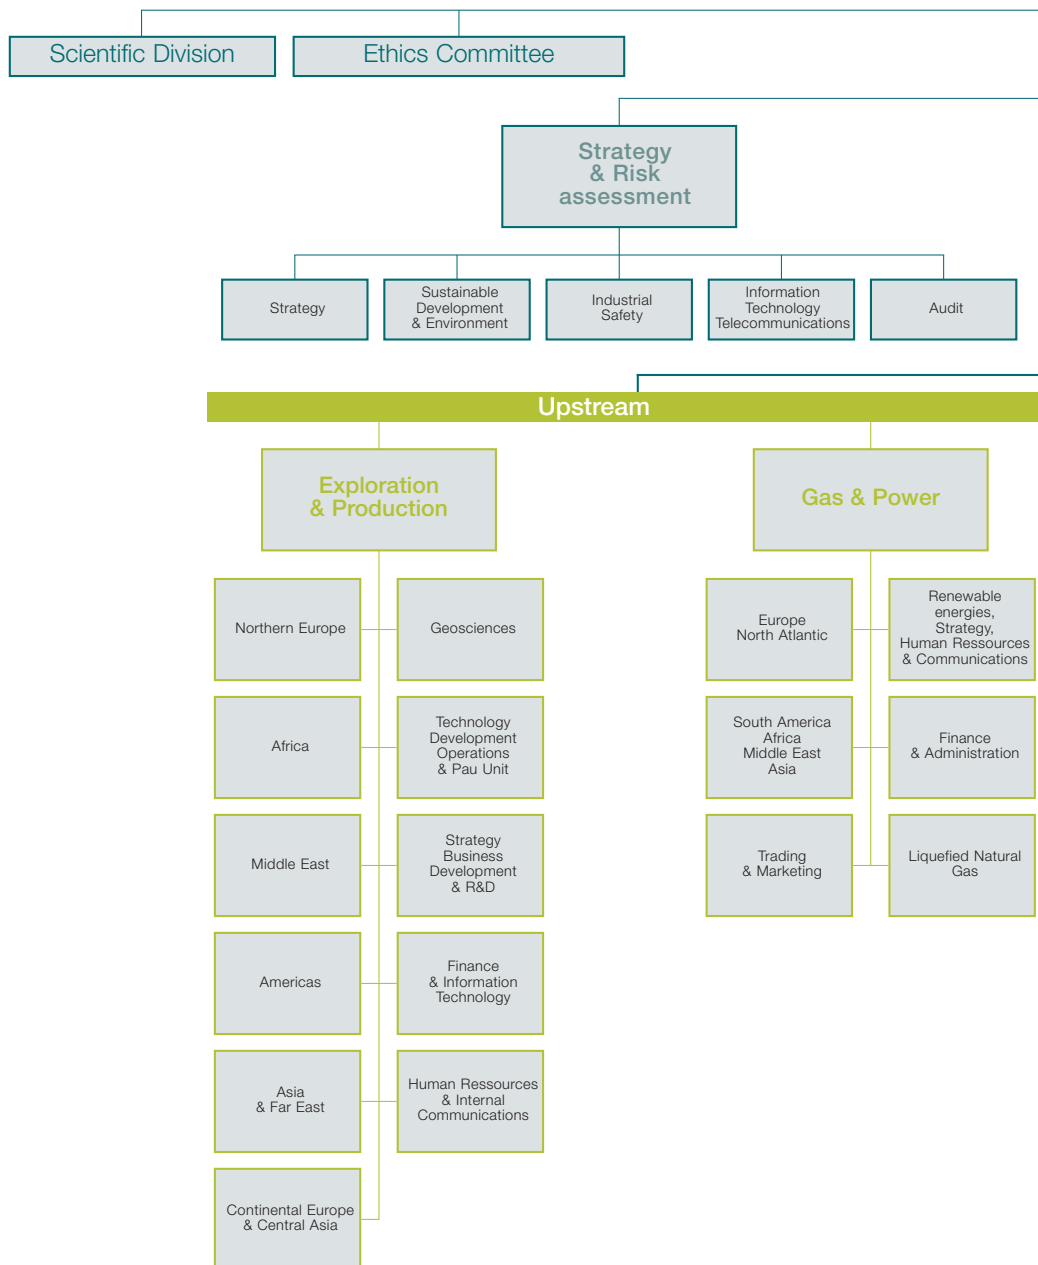 Scientific Division
Ethics Committee
Strategy
& Risk
assessment
Strategy
Sustainable
Development
& Environment
Industrial
Safety
Information
Technology
Telecommunications
Audit
Upstream
Exploration
& Production
Gas & Power
Northern Europe
Geosciences
Africa
Technology
Development
Operations
& Pau Unit
Middle East
Strategy
Business
Development
& R&D
Americas
Finance
& Information
Technology
Asia
& Far East
Human Ressources
& Internal
Communications
Continental Europe
& Central Asia
Europe
North Atlantic
Renewable
energies,
Strategy,
Human Ressources
& Communications
South America
Africa
Middle East
Asia
Finance
& Administration
Trading
& Marketing
Liquefied Natural
Gas